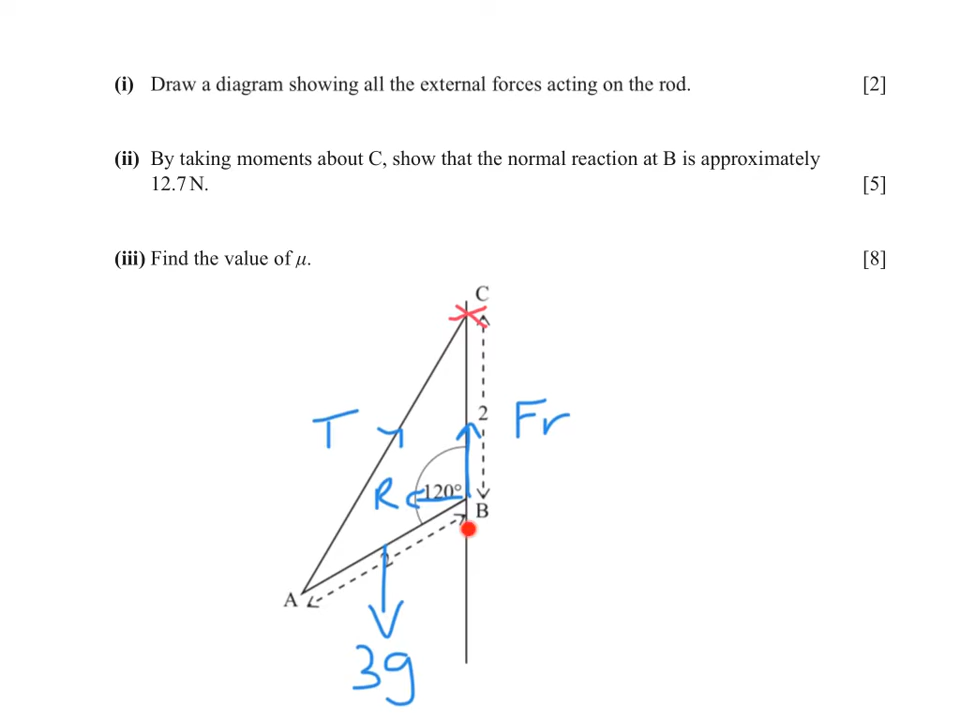 (i) Draw a diagram showing all the external forces acting on the rod. [2]
(ii) By taking moments about C, show that the normal reaction at B is approximately
12.7 N. [5]
(iii) Find the value of μ. [8]
C
T
2
Fr
R
120°
B
2
A
3g